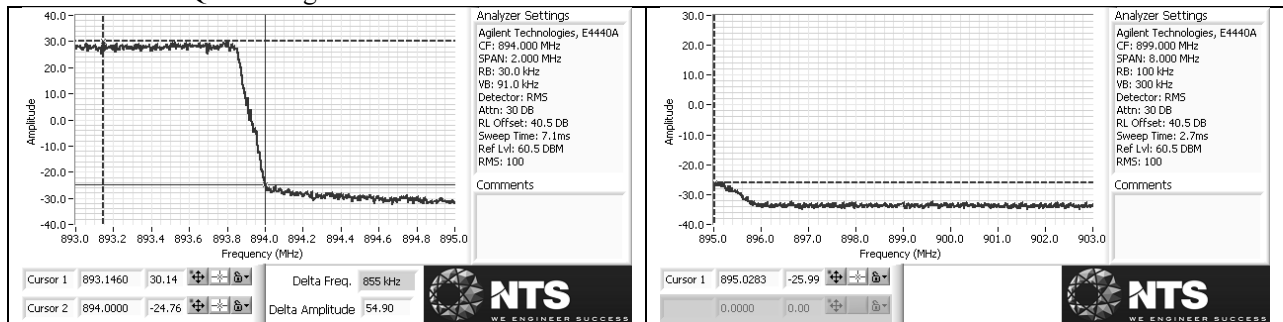 40.0
30.0
20.0
10.0
0.0
-10.0
-20.0
-30.0
-40.0
Amplitude
893.0 893.2 893.4 893.6 893.8 894.0 894.2 894.4 894.6 894.8 895.0
Frequency (MHz)
Analyzer Settings
Agilent Technologies, E4440A
CF: 894.000 MHz
SPAN: 2.000 MHz
RB: 30.0 kHz
VB: 91.0 kHz
Detector: RMS
Attn: 30 DB
RL Offset: 40.5 DB
Sweep Time: 7.1ms
Ref Lvl: 60.5 DBM
RMS: 100
Comments
Cursor 1 893.1460 30.14
Cursor 2 894.0000 -24.76
Delta Freq. 855 kHz
Delta Amplitude 54.90
NTS
WE ENGINEER SUCCESS
30.0
20.0
10.0
0.0
-10.0
-20.0
-30.0
-40.0
Amplitude
895.0 896.0 897.0 898.0 899.0 900.0 901.0 902.0 903.0
Frequency (MHz)
Analyzer Settings
Agilent Technologies, E4440A
CF: 899.000 MHz
SPAN: 8.000 MHz
RB: 100 kHz
VB: 300 kHz
Detector: RMS
Attn: 30 DB
RL Offset: 40.5 DB
Sweep Time: 2.7ms
Ref Lvl: 60.5 DBM
RMS: 100
Comments
Cursor 1 895.0283 -25.99
0.0000 0.00
NTS
WE ENGINEER SUCCESS